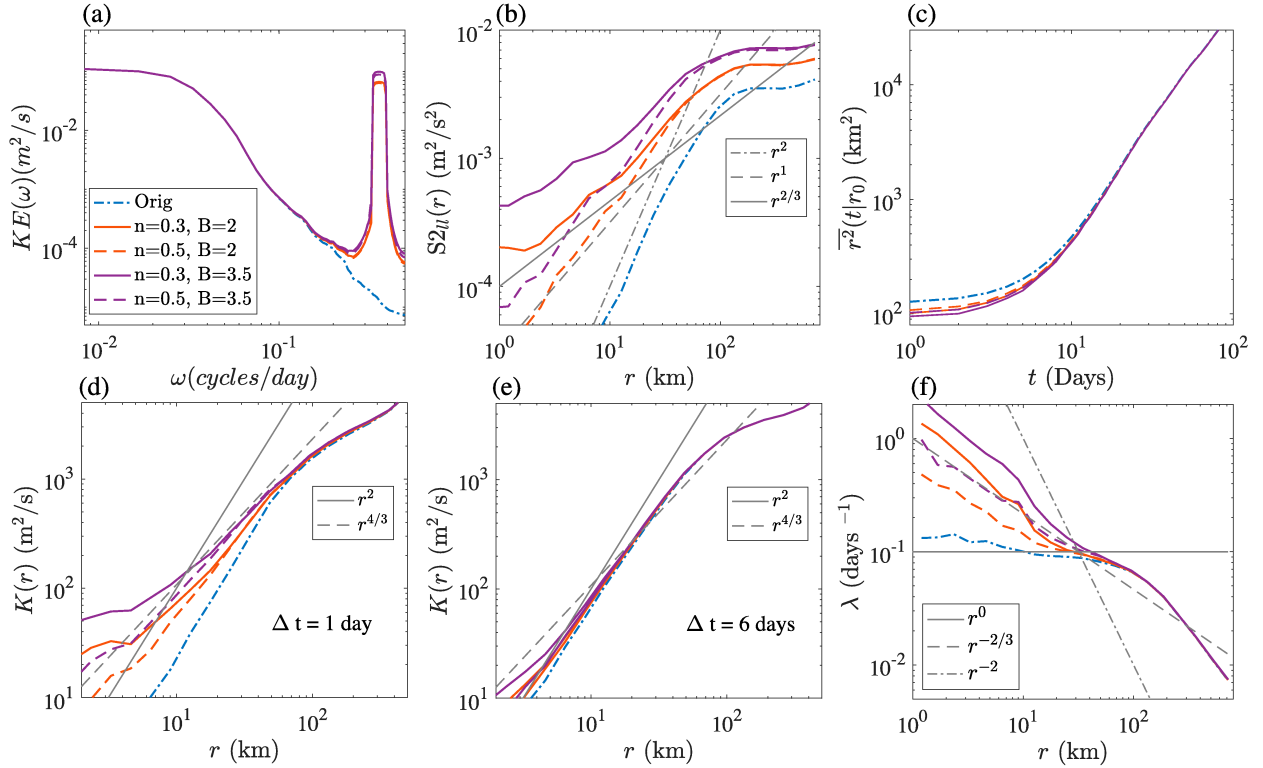 (a)
10^{-2}
10^{-4}
KE(ω)(m^2/s)
Orig
n=0.3, B=2
n=0.5, B=2
n=0.3, B=3.5
n=0.5, B=3.5
10^{-2} 10^{-1}
ω(cycles/day)
(b)
10^{-2}
10^{-3}
10^{-4}
S2_{ll}(r) (m^2/s^2)
r^2
r^1
r^{2/3}
10^0 10^1 10^2
r (km)
(c)
10^4
10^3
10^2
\overline{r^2}(t|r_0) (km^2)
10^0 10^1 10^2
t (Days)
(d)
10^3
10^2
10^1
K(r) (m^2/s)
r^2
r^{4/3}
Δ t = 1 day
10^1 10^2
r (km)
(e)
10^3
10^2
10^1
K(r) (m^2/s)
r^2
r^{4/3}
Δ t = 6 days
10^1 10^2
r (km)
(f)
10^0
10^{-1}
10^{-2}
λ (days ^{-1})
r^0
r^{-2/3}
r^{-2}
10^0 10^1 10^2
r (km)